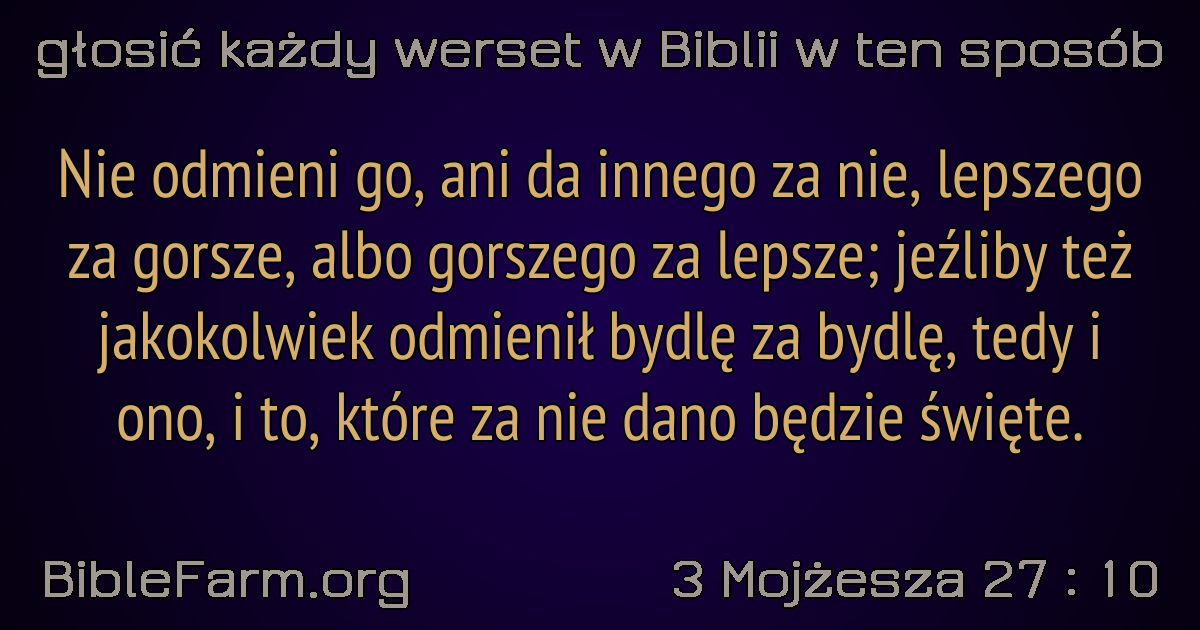 głosić każdy werset w Biblii w ten sposób
Nie odmieni go, ani da innego za nie, lepszego
za gorsze, albo gorszego za lepsze; jeźliby też
jakokolwiek odmienił bydlę za bydlę, tedy i
ono, i to, które za nie dano będzie święte.
BibleFarm.org
3 Mojżesza 27 : 10